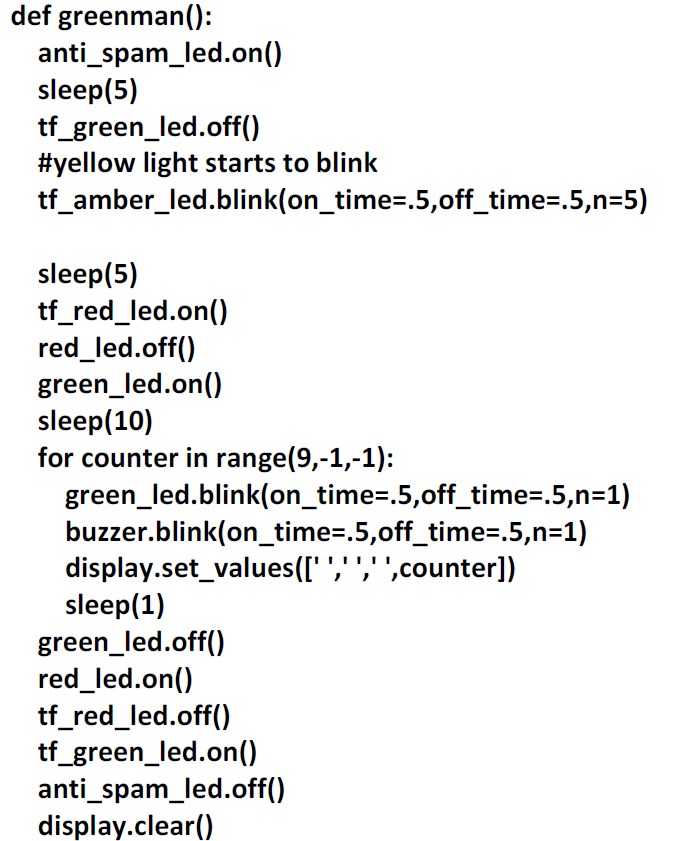 def greenman():
    anti_spam_led.on()
    sleep(5)
    tf_green_led.off()
    #yellow light starts to blink
    tf_amber_led.blink(on_time=.5,off_time=.5,n=5)

    sleep(5)
    tf_red_led.on()
    red_led.off()
    green_led.on()
    sleep(10)
    for counter in range(9,-1,-1):
        green_led.blink(on_time=.5,off_time=.5,n=1)
        buzzer.blink(on_time=.5,off_time=.5,n=1)
        display.set_values([' ',' ',' ',counter])
        sleep(1)
    green_led.off()
    red_led.on()
    tf_red_led.off()
    tf_green_led.on()
    anti_spam_led.off()
    display.clear()